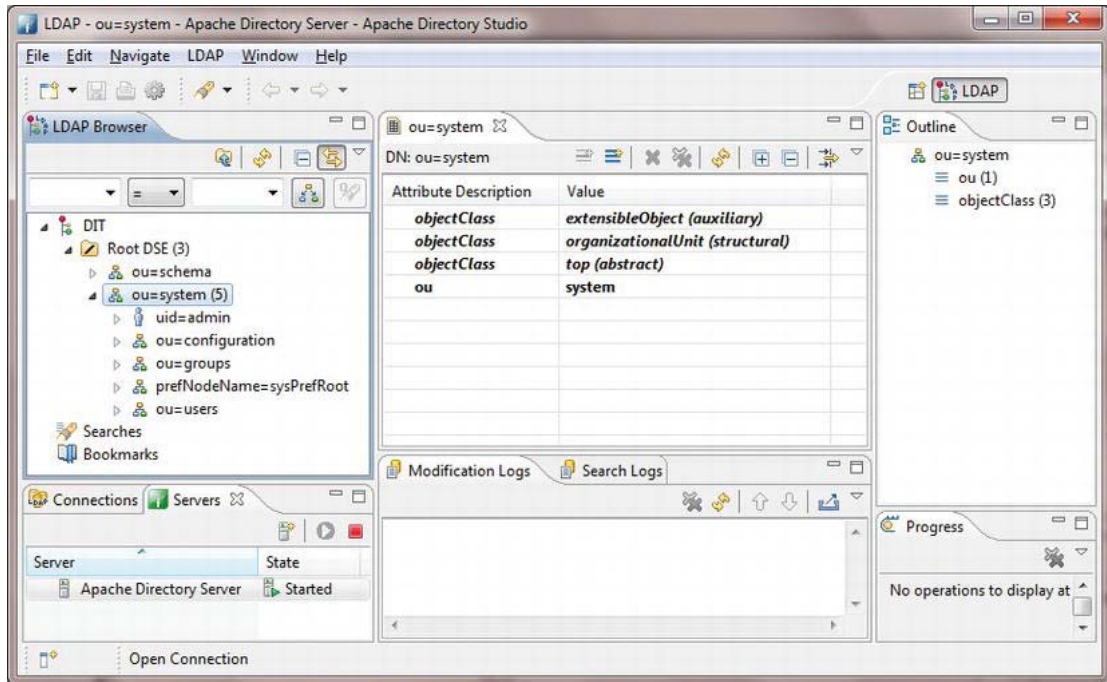 LDAP - ou=system - Apache Directory Server - Apache Directory Studio
File Edit Navigate LDAP Window Help
LDAP
LDAP Browser
=
DIT
Root DSE (3)
ou=schema
ou=system (5)
uid=admin
ou=configuration
ou=groups
prefNodeName=sysPrefRoot
ou=users
Searches
Bookmarks
Connections Servers
Server State
Apache Directory Server Started
ou=system
DN: ou=system
Attribute Description Value
objectClass extensibleObject (auxiliary)
objectClass organizationalUnit (structural)
objectClass top (abstract)
ou system
Modification Logs Search Logs
Outline
ou=system
ou (1)
objectClass (3)
Progress
No operations to display at
Open Connection